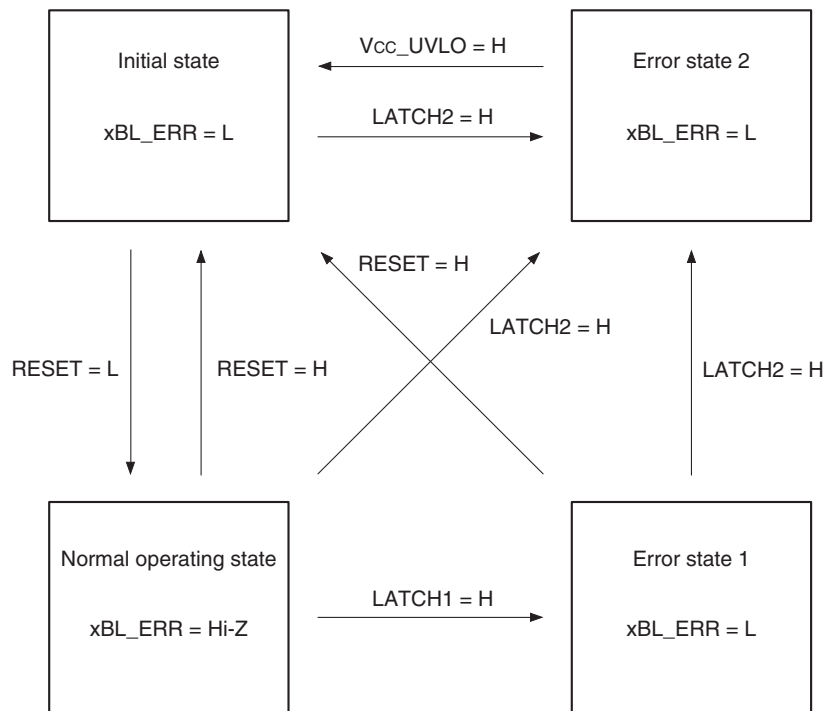 Initial state
xBL_ERR = L
VCC_UVLO = H
LATCH2 = H
Error state 2
xBL_ERR = L
RESET = L
RESET = H
RESET = H
LATCH2 = H
LATCH2 = H
Normal operating state
xBL_ERR = Hi-Z
LATCH1 = H
Error state 1
xBL_ERR = L